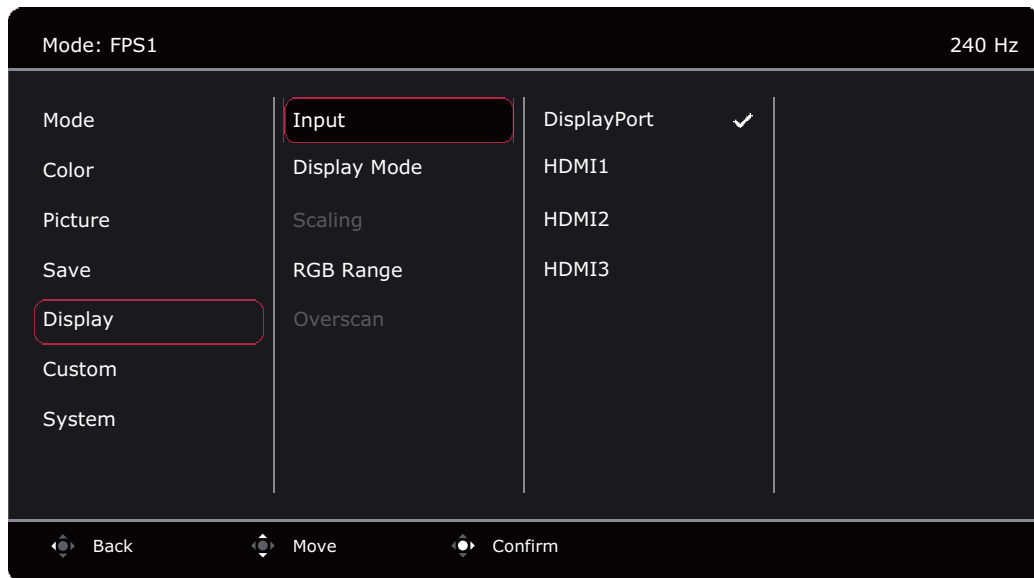 Mode: FPS1
240 Hz
Mode
Color
Picture
Save
Display
Custom
System
Input
Display Mode
Scaling
RGB Range
Overscan
DisplayPort
HDMI1
HDMI2
HDMI3
Back
Move
Confirm